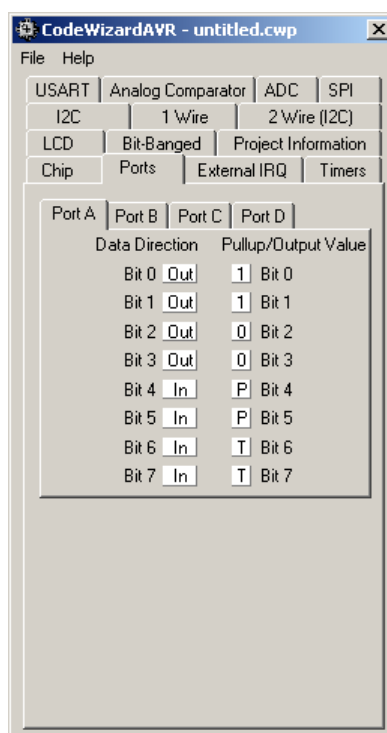 CodeWizardAVR - untitled.cwp
File Help
USART Analog Comparator ADC SPI
I2C 1 Wire 2 Wire (I2C)
LCD Bit-Banged Project Information
Chip Ports External IRQ Timers
Port A Port B Port C Port D
Data Direction Pullup/Output Value
Bit 0 Out 1 Bit 0
Bit 1 Out 1 Bit 1
Bit 2 Out 0 Bit 2
Bit 3 Out 0 Bit 3
Bit 4 In P Bit 4
Bit 5 In P Bit 5
Bit 6 In T Bit 6
Bit 7 In T Bit 7